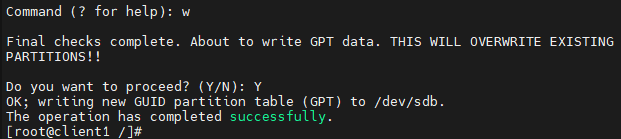 Command (? for help): w
Final checks complete. About to write GPT data. THIS WILL OVERWRITE EXISTING
PARTITIONS!!
Do you want to proceed? (Y/N): Y
OK; writing new GUID partition table (GPT) to /dev/sdb.
The operation has completed successfully.
[root@client1 /]#